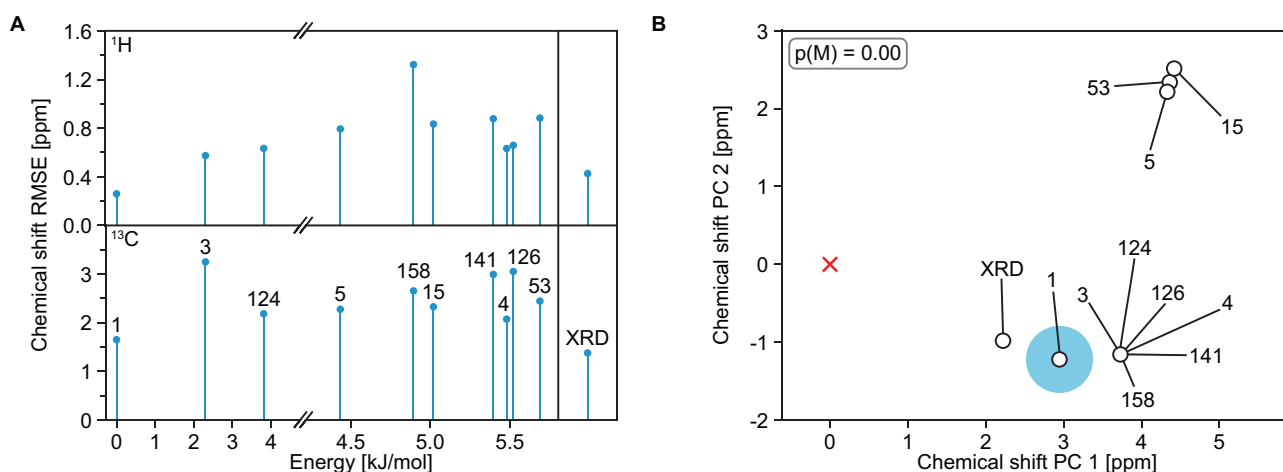 A
Chemical shift RMSE [ppm]
1.6
1.2
0.8
0.4
0.0
¹H
3
2
1
0
¹³C
1
3
124
5
158
15
141
4
126
53
XRD
0 1 2 3 4 4.5 5.0 5.5
Energy [kJ/mol]
B
Chemical shift PC 2 [ppm]
3
2
1
0
-1
-2
p(M) = 0.00
53
15
5
XRD
1
3
124
126
4
141
158
0 1 2 3 4 5
Chemical shift PC 1 [ppm]